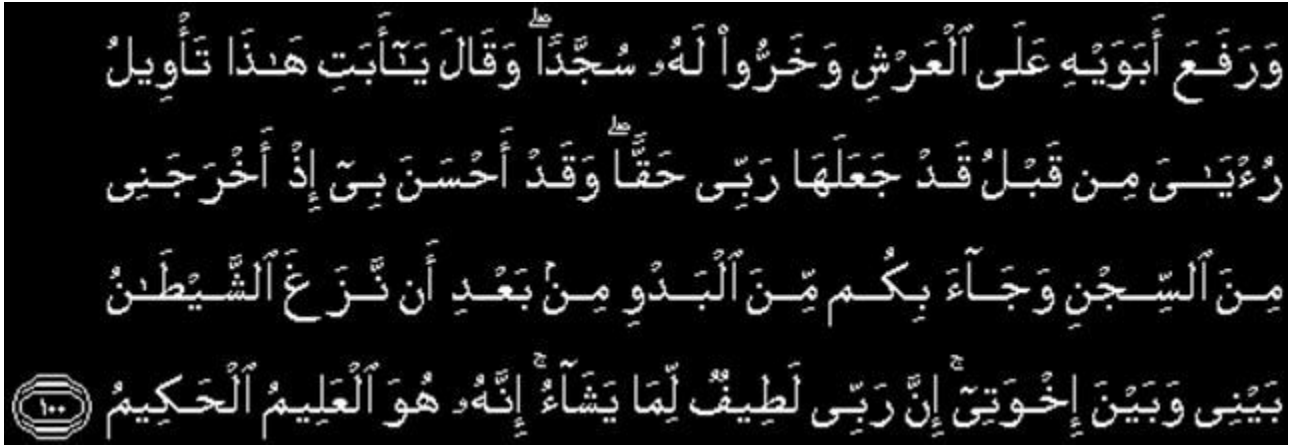 وَرَفَعَ أَبَوَيْهِ عَلَى ٱلْعَرْشِ وَخَرُّوا۟ لَهُۥ سُجَّدًۭا ۖ وَقَالَ يَـٰٓأَبَتِ هَـٰذَا تَأْوِيلُ
رُءْيَـٰىَ مِن قَبْلُ قَدْ جَعَلَهَا رَبِّى حَقًّۭا ۖ وَقَدْ أَحْسَنَ بِىٓ إِذْ أَخْرَجَنِى
مِنَ ٱلسِّجْنِ وَجَآءَ بِكُم مِّنَ ٱلْبَدْوِ مِنۢ بَعْدِ أَن نَّزَغَ ٱلشَّيْطَـٰنُ
بَيْنِى وَبَيْنَ إِخْوَتِىٓ ۚ إِنَّ رَبِّى لَطِيفٌۭ لِّمَا يَشَآءُ ۚ إِنَّهُۥ هُوَ ٱلْعَلِيمُ ٱلْحَكِيمُ ١٠٠